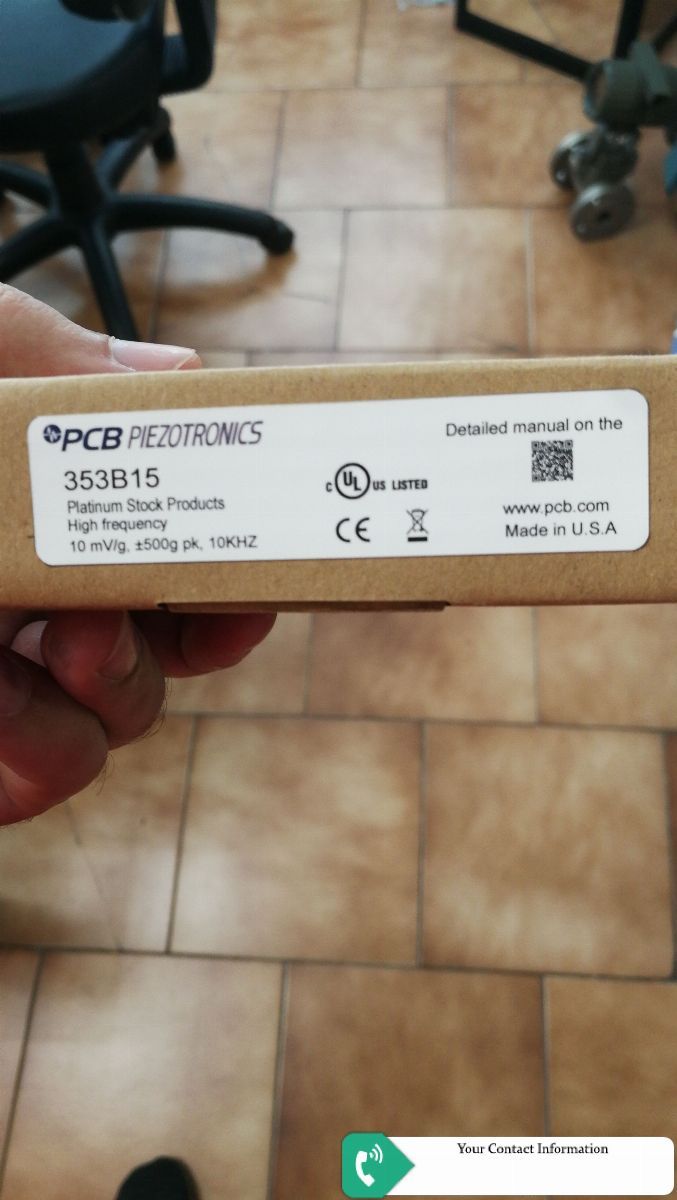 PCB PIEZOTRONICS
353B15
Platinum Stock Products
High frequency
10 mV/g, ±500g pk, 10KHZ
c UL US LISTED
CE
Detailed manual on the
www.pcb.com
Made in U.S.A
Your Contact Information